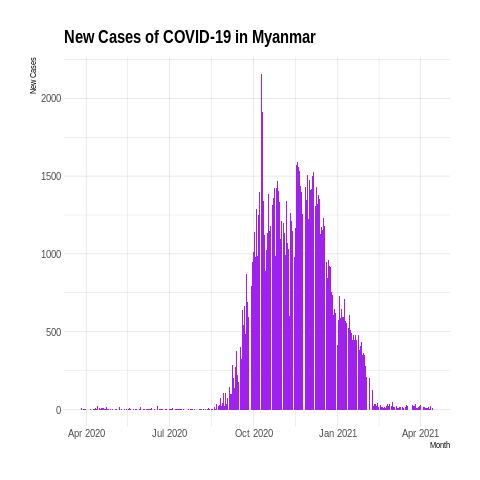 New Cases of COVID-19 in Myanmar
New Cases
2000
1500
1000
500
0
Apr 2020 Jul 2020 Oct 2020 Jan 2021 Apr 2021
Month